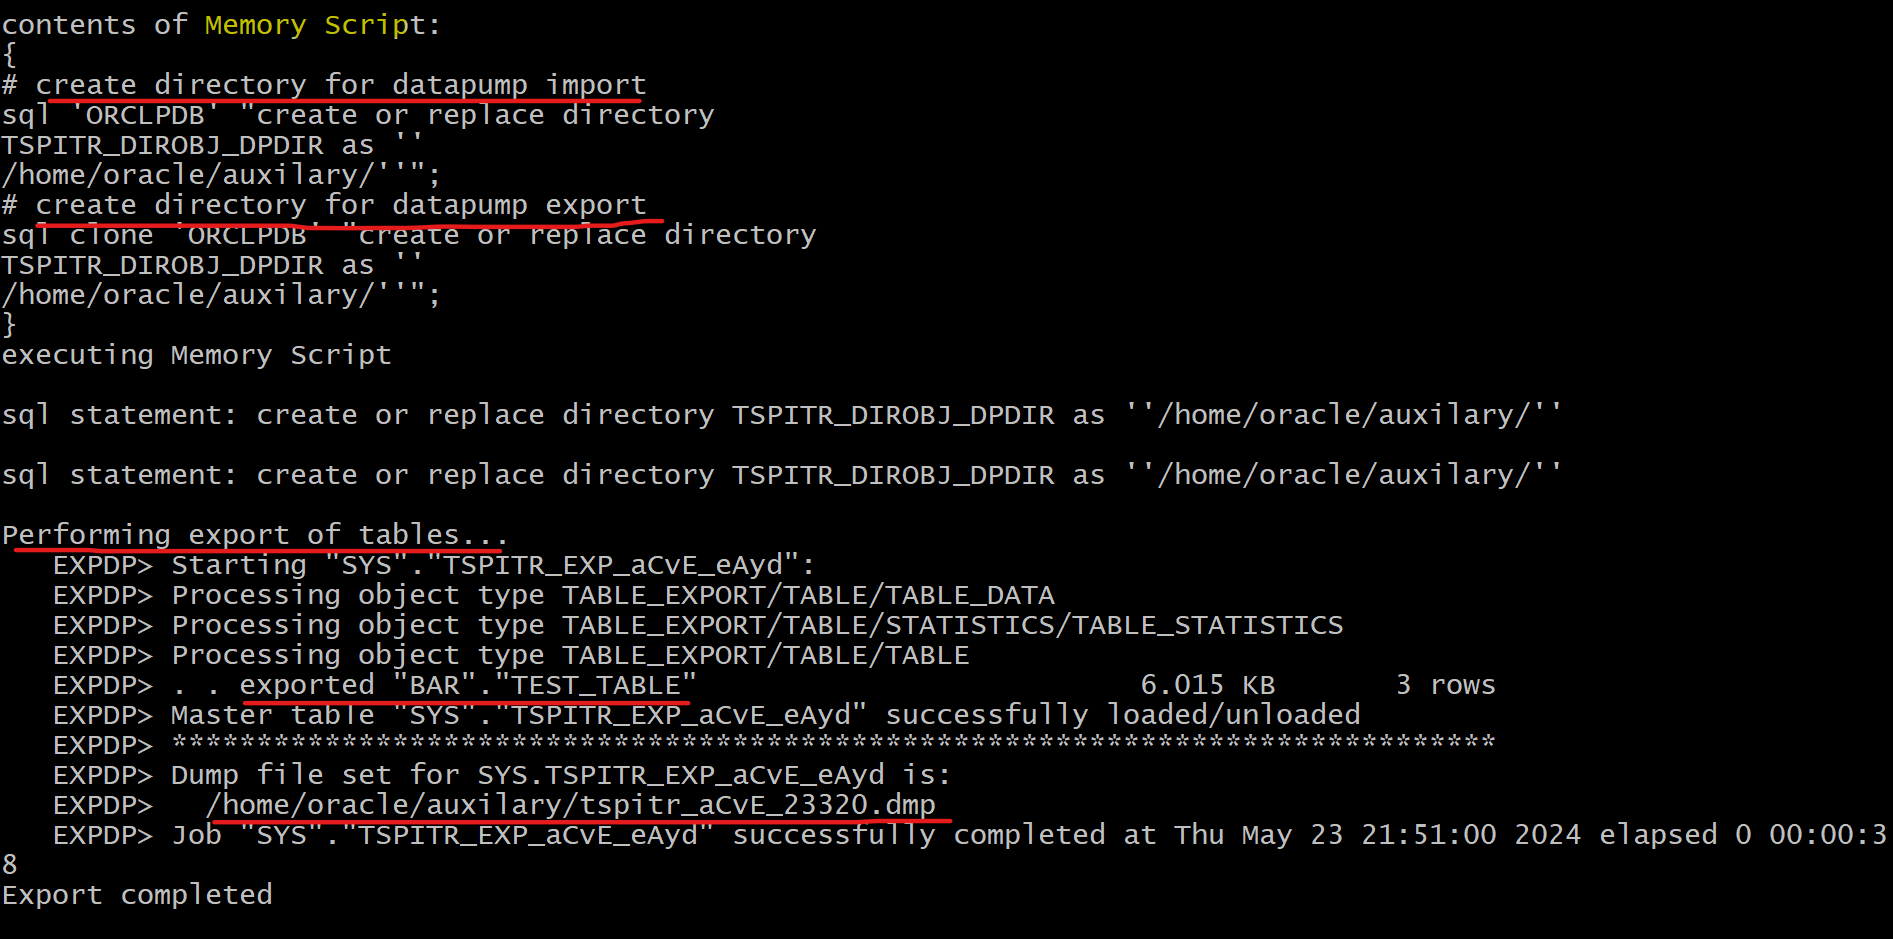 contents of Memory Script:
{
# create directory for datapump import
sql 'ORCLPDB' "create or replace directory
TSPITR_DIROBJ_DPDIR as ''
/home/oracle/auxilary/''";
# create directory for datapump export
sql clone 'ORCLPDB' "create or replace directory
TSPITR_DIROBJ_DPDIR as ''
/home/oracle/auxilary/''";
}
executing Memory Script
sql statement: create or replace directory TSPITR_DIROBJ_DPDIR as ''/home/oracle/auxilary/''
sql statement: create or replace directory TSPITR_DIROBJ_DPDIR as ''/home/oracle/auxilary/''
Performing export of tables...
EXPDP> Starting "SYS"."TSPITR_EXP_aCvE_eAyd":
EXPDP> Processing object type TABLE_EXPORT/TABLE/TABLE_DATA
EXPDP> Processing object type TABLE_EXPORT/TABLE/STATISTICS/TABLE_STATISTICS
EXPDP> Processing object type TABLE_EXPORT/TABLE/TABLE
EXPDP> . . exported "BAR"."TEST_TABLE" 6.015 KB 3 rows
EXPDP> Master table "SYS"."TSPITR_EXP_aCvE_eAyd" successfully loaded/unloaded
EXPDP> ******************************************************************************
EXPDP> Dump file set for SYS.TSPITR_EXP_aCvE_eAyd is:
EXPDP> /home/oracle/auxilary/tspitr_aCvE_23320.dmp
EXPDP> Job "SYS"."TSPITR_EXP_aCvE_eAyd" successfully completed at Thu May 23 21:51:00 2024 elapsed 0 00:00:3
8
Export completed